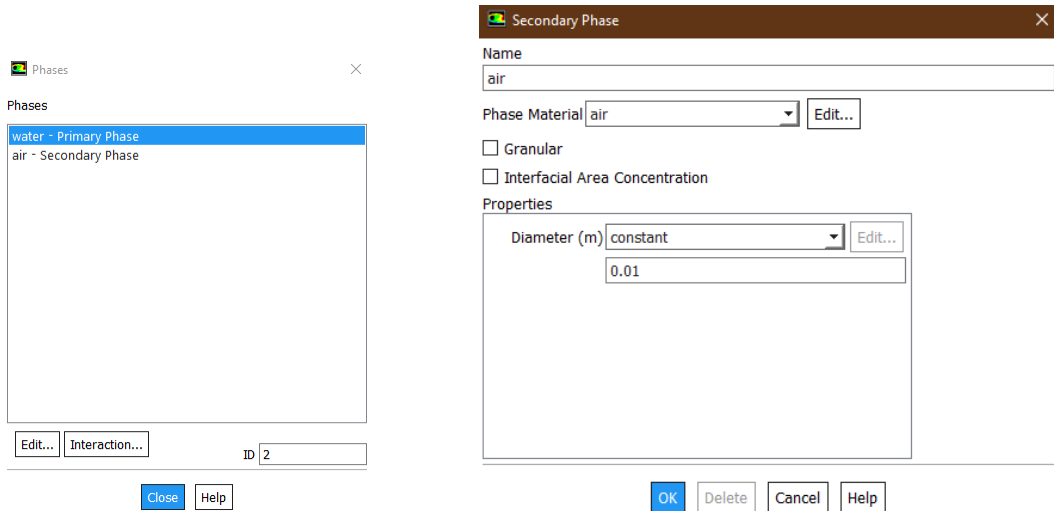 Phases
Phases
water - Primary Phase
air - Secondary Phase
Edit...
Interaction...
ID 2
Close
Help
Secondary Phase
Name
air
Phase Material air Edit...
Granular
Interfacial Area Concentration
Properties
Diameter (m) constant Edit...
0.01
OK
Delete
Cancel
Help